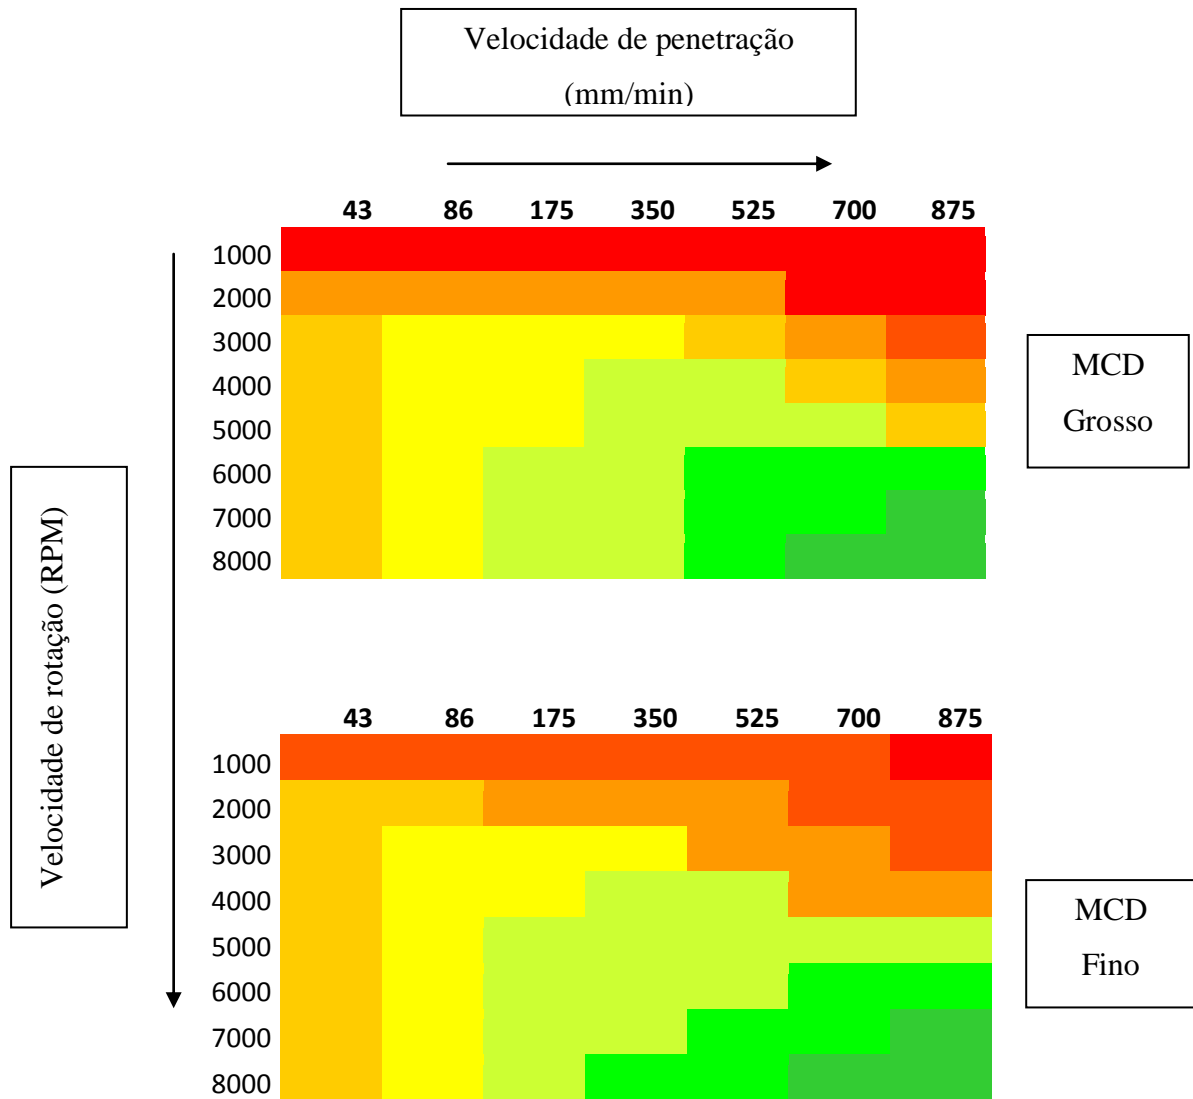 Velocidade de penetração
(mm/min)
43 86 175 350 525 700 875
1000
2000
3000
4000
5000
6000
7000
8000
MCD
Grosso
Velocidade de rotação (RPM)
43 86 175 350 525 700 875
1000
2000
3000
4000
5000
6000
7000
8000
MCD
Fino